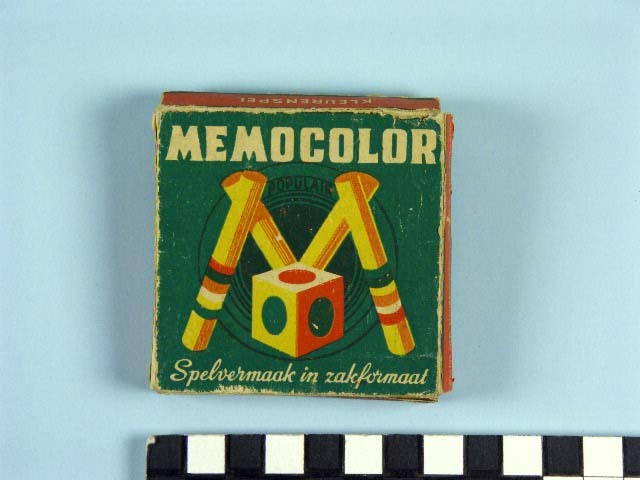 KLEURENSPEL
MEMOCOLOR
POPULAIR
Spelvermaak in zakformaat